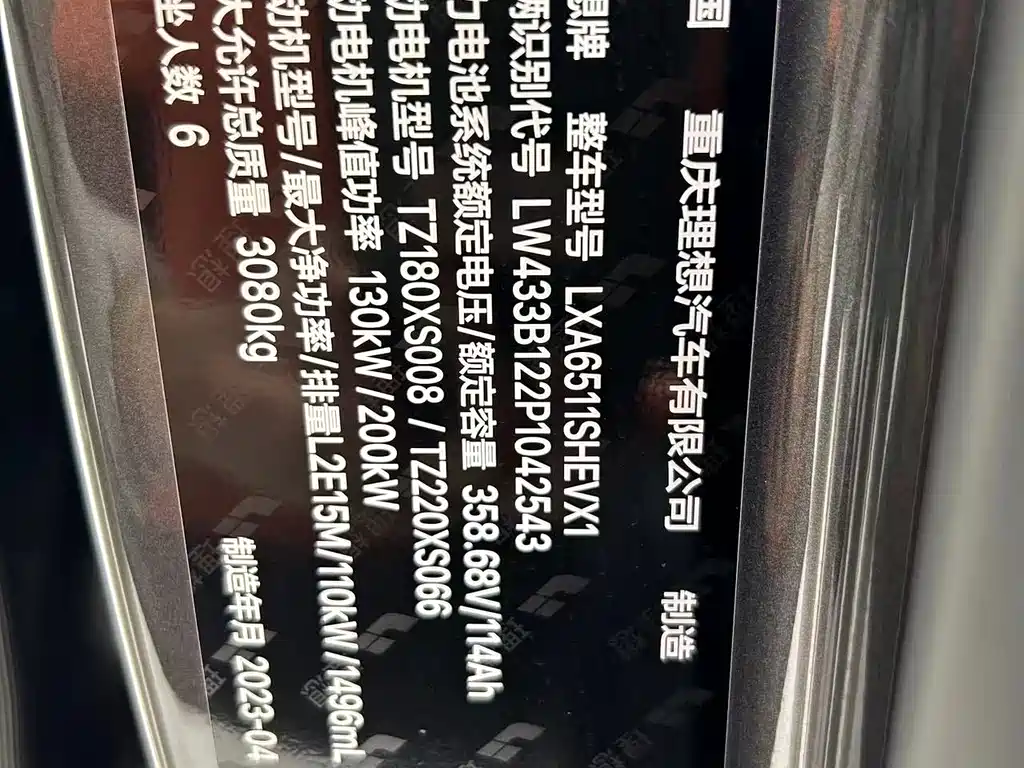 国 重庆理想汽车有限公司 制造
想牌 整车型号 LXA6511SHEVX1
辆识别代号 LW433B122P1042543
力电池系统额定电压/额定容量 358.68V/114Ah
动电机型号 TZ180XS008 / TZ220XS066
动电机峰值功率 130kW/200kW
动机型号/最大净功率/排量L2E15M/110kW/1496mL
大允许总质量 3080kg 制造年月 2023-04
坐人数 6